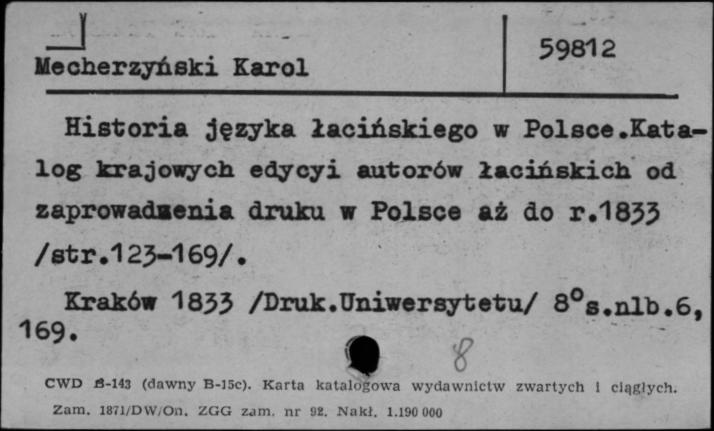 59812
Mecherzyński Karol
Historia języka łacińskiego w Polsce.Kata-
log krajowych edycyi autorów łacińskich od
zaprowadzenia druku w Polsce aż do r.1833
/str.123-169/.
Kraków 1833 /Druk.Uniwersytetu/ 8°s.nlb.6,
169.
8
CWD B-143 (dawny B-15c). Karta katalogowa wydawnictw zwartych i ciągłych.
Zam. 1871/DW/On. ZGG zam. nr 92. Nakł. 1.190 000